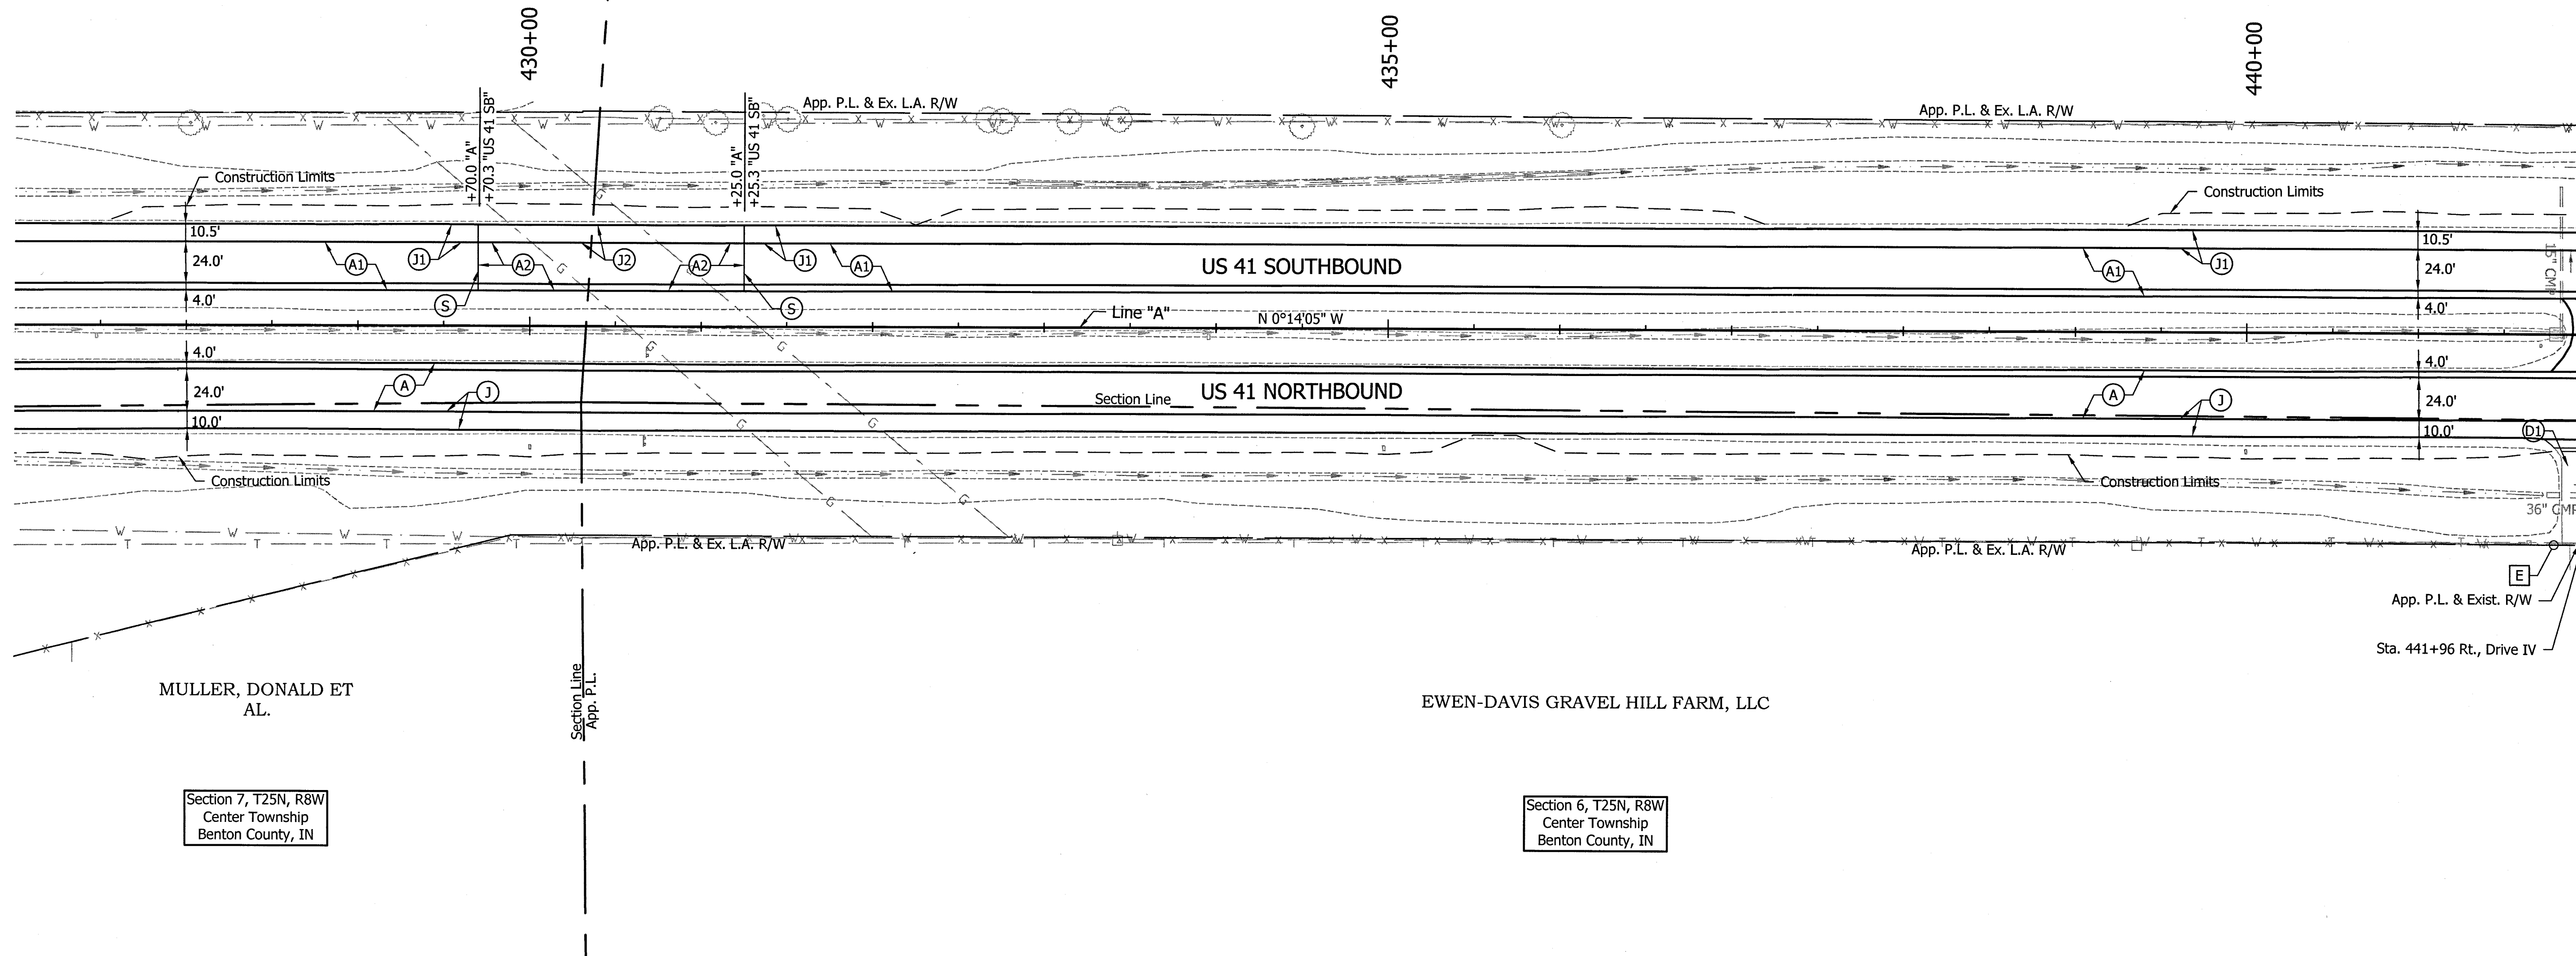 430+00
435+00
440+00
App. P.L. & Ex. L.A. R/W
App. P.L. & Ex. L.A. R/W
+70.0 "A"
+70.3 "US 41 SB"
+25.0 "A"
+25.3 "US 41 SB"
Construction Limits
Construction Limits
10.5'
24.0'
4.0'
A1
J1
A2
J2
A2
J1
A1
S
S
US 41 SOUTHBOUND
A1
J1
10.5'
24.0'
4.0'
15" CMP
Line "A"
N 0°14'05" W
4.0'
24.0'
10.0'
A
J
Section Line
US 41 NORTHBOUND
A
J
4.0'
24.0'
10.0'
D1
Construction Limits
Construction Limits
36" CMP
App. P.L. & Ex. L.A. R/W
App. P.L. & Ex. L.A. R/W
E
App. P.L. & Exist. R/W
Sta. 441+96 Rt., Drive IV
Section Line
App. P.L.
MULLER, DONALD ET
AL.
EWEN-DAVIS GRAVEL HILL FARM, LLC
Section 7, T25N, R8W
Center Township
Benton County, IN
Section 6, T25N, R8W
Center Township
Benton County, IN